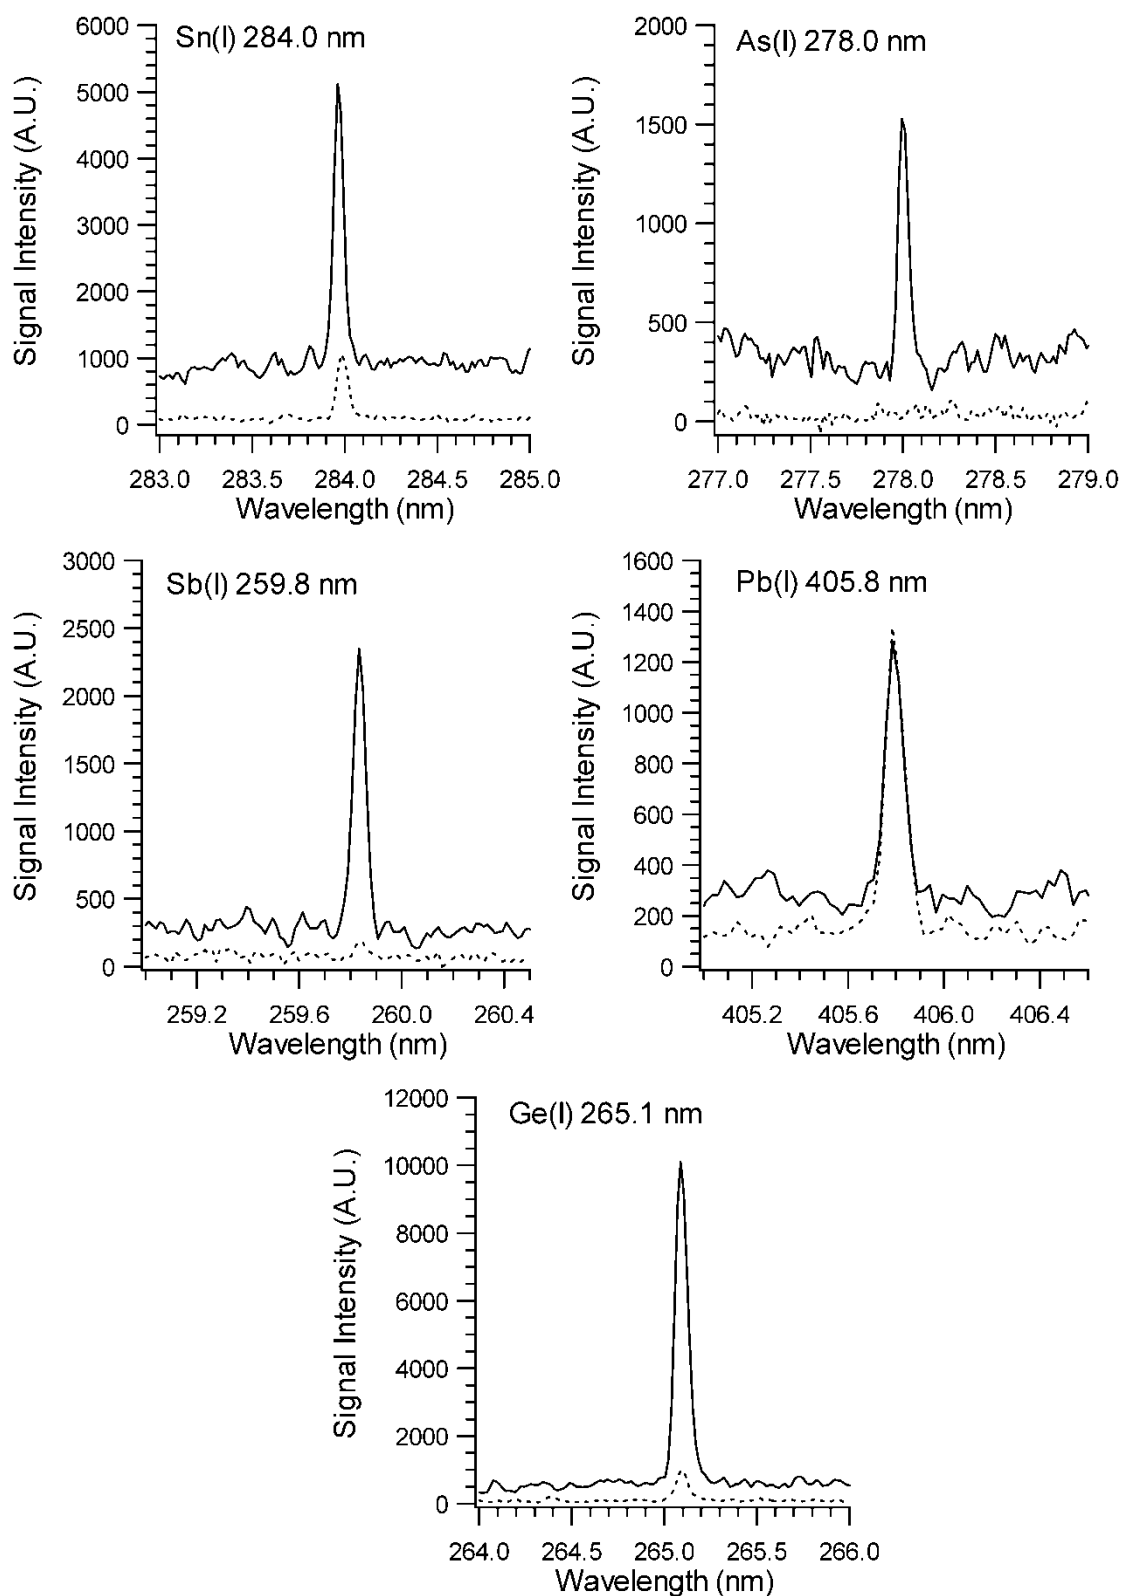 Sn(I) 284.0 nm
Signal Intensity (A.U.)
6000
5000
4000
3000
2000
1000
0
283.0 283.5 284.0 284.5 285.0
Wavelength (nm)
As(I) 278.0 nm
Signal Intensity (A.U.)
2000
1500
1000
500
0
277.0 277.5 278.0 278.5 279.0
Wavelength (nm)
Sb(I) 259.8 nm
Signal Intensity (A.U.)
3000
2500
2000
1500
1000
500
0
259.2 259.6 260.0 260.4
Wavelength (nm)
Pb(I) 405.8 nm
Signal Intensity (A.U.)
1600
1400
1200
1000
800
600
400
200
0
405.2 405.6 406.0 406.4
Wavelength (nm)
Ge(I) 265.1 nm
Signal Intensity (A.U.)
12000
10000
8000
6000
4000
2000
0
264.0 264.5 265.0 265.5 266.0
Wavelength (nm)